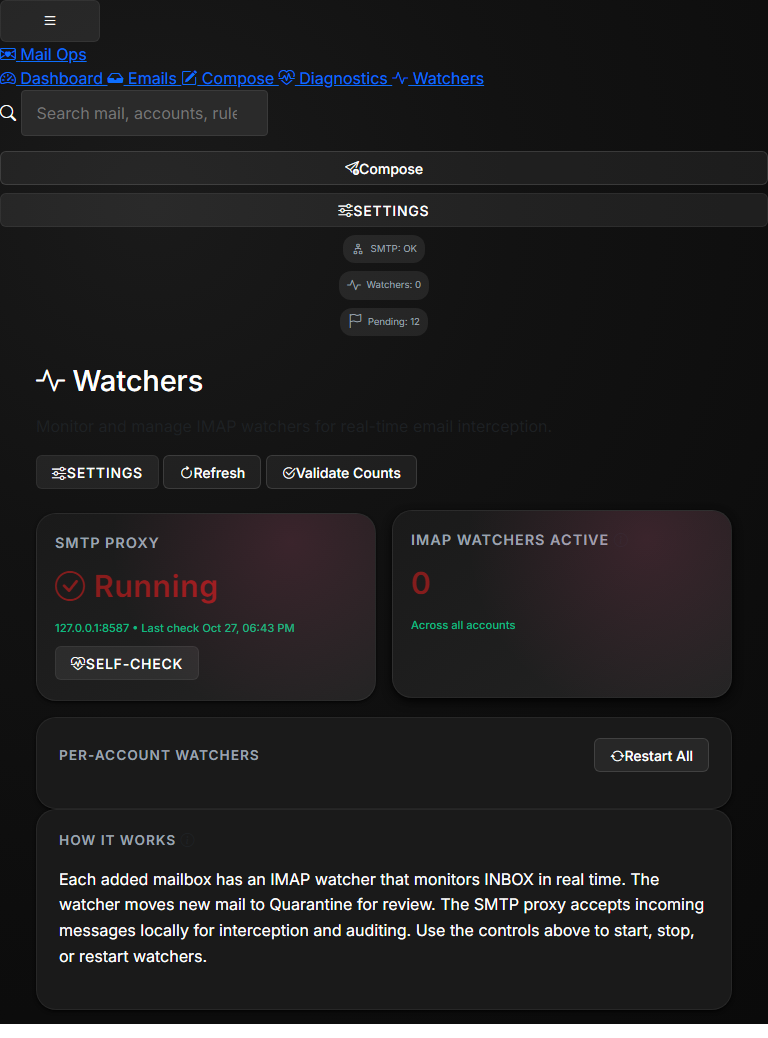 Mail Ops
Dashboard Emails Compose Diagnostics Watchers
Search mail, accounts, rule
Compose
SETTINGS
SMTP: OK
Watchers: 0
Pending: 12
Watchers
Monitor and manage IMAP watchers for real-time email interception.
SETTINGS Refresh Validate Counts
SMTP PROXY
Running
127.0.0.1:8587 • Last check Oct 27, 06:43 PM
SELF-CHECK
IMAP WATCHERS ACTIVE
0
Across all accounts
PER-ACCOUNT WATCHERS
Restart All
HOW IT WORKS
Each added mailbox has an IMAP watcher that monitors INBOX in real time. The
watcher moves new mail to Quarantine for review. The SMTP proxy accepts incoming
messages locally for interception and auditing. Use the controls above to start, stop,
or restart watchers.